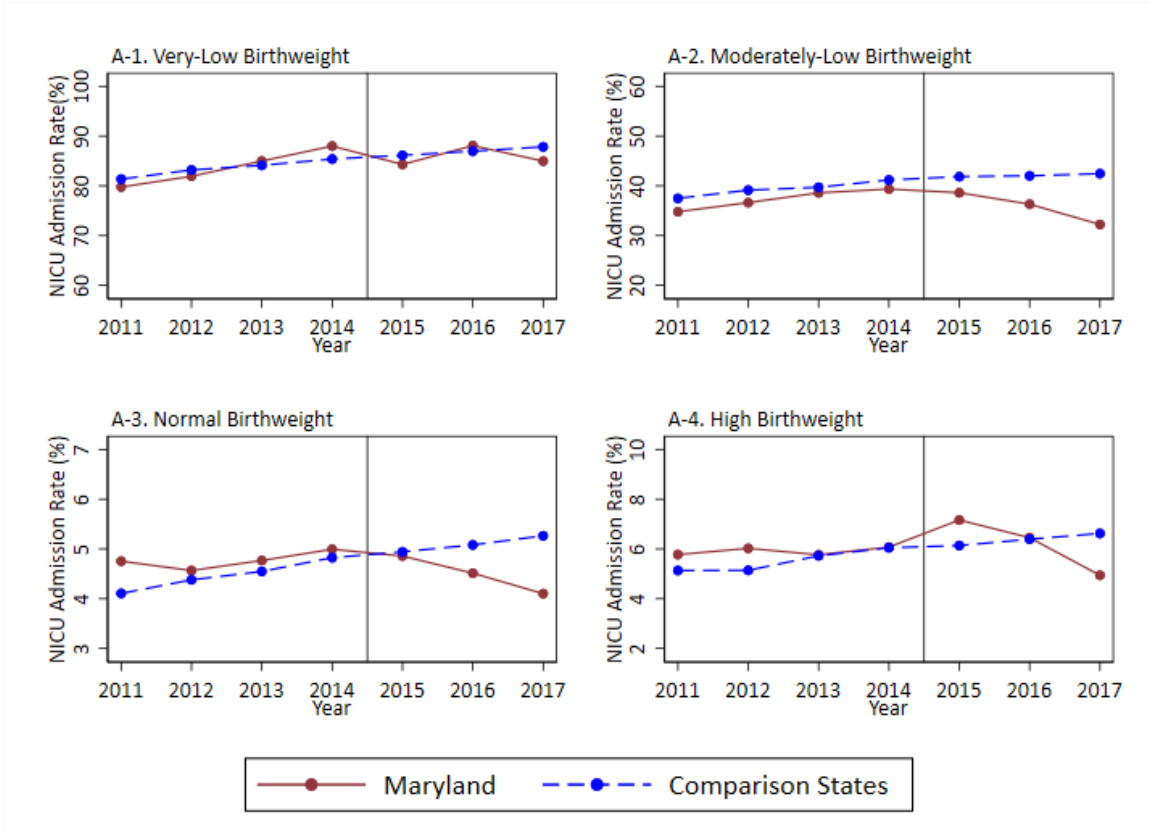 A-1. Very-Low Birthweight
NICU Admission Rate(%)
100
90
80
70
60
2011 2012 2013 2014 2015 2016 2017
Year
A-2. Moderately-Low Birthweight
NICU Admission Rate (%)
60
50
40
30
20
2011 2012 2013 2014 2015 2016 2017
Year
A-3. Normal Birthweight
NICU Admission Rate (%)
7
6
5
4
3
2011 2012 2013 2014 2015 2016 2017
Year
A-4. High Birthweight
NICU Admission Rate (%)
10
8
6
4
2
2011 2012 2013 2014 2015 2016 2017
Year
Maryland Comparison States